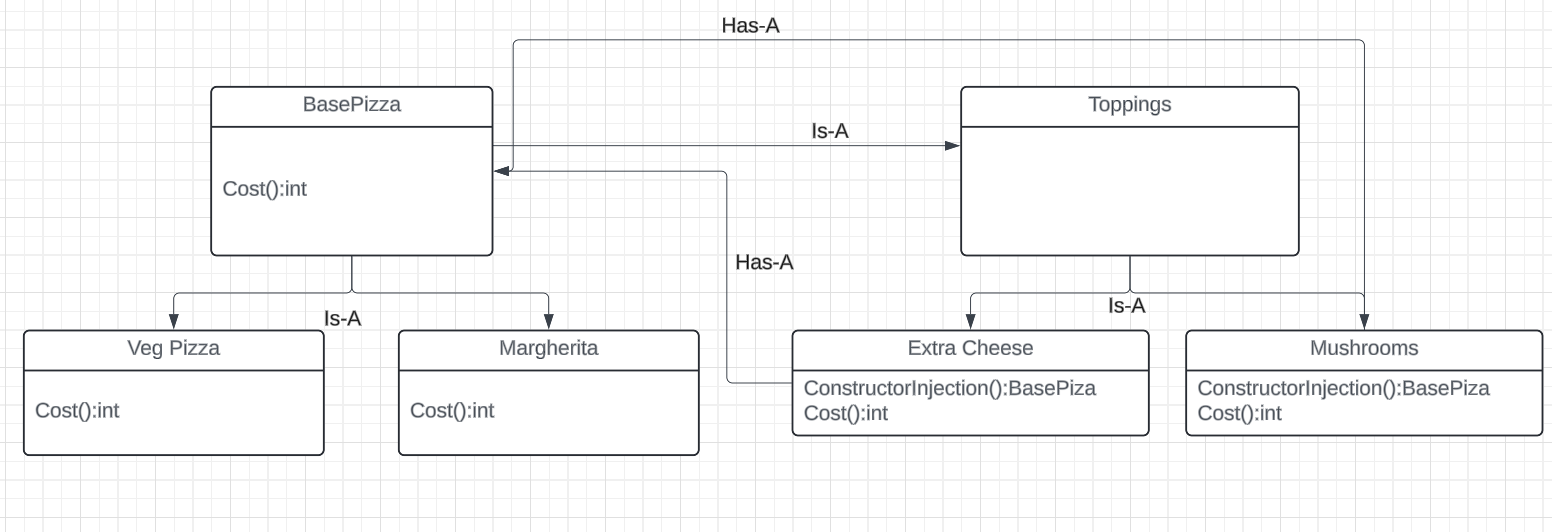 Has-A
BasePizza
Toppings
Is-A
Cost():int
Has-A
Is-A
Is-A
Veg Pizza
Margherita
Extra Cheese
Mushrooms
Cost():int
Cost():int
ConstructorInjection():BasePiza
Cost():int
ConstructorInjection():BasePiza
Cost():int